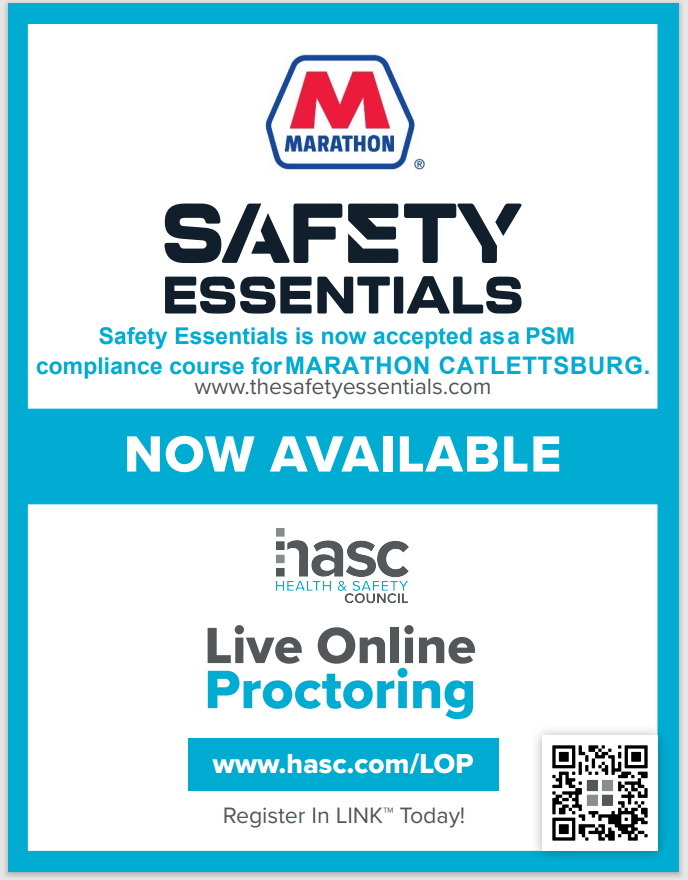 M
MARATHON
®
SAFETY
ESSENTIALS
Safety Essentials is now accepted as a PSM
compliance course for MARATHON CATLETTSBURG.
www.thesafetyessentials.com
NOW AVAILABLE
hasc
HEALTH & SAFETY
COUNCIL
Live Online
Proctoring
www.hasc.com/LOP
Register In LINK™ Today!